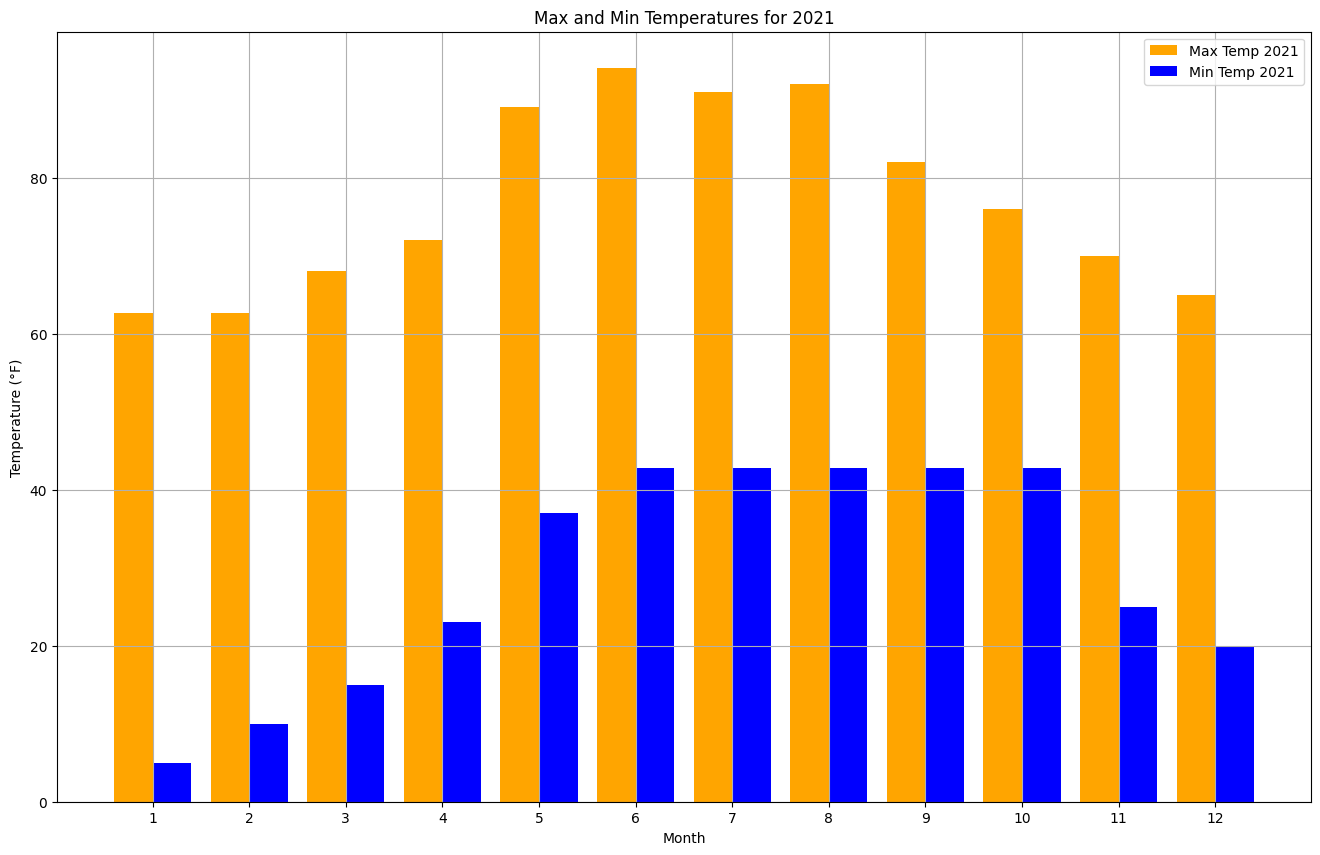 Max and Min Temperatures for 2021
Max Temp 2021
Min Temp 2021
Temperature (°F)
80
60
40
20
0
1 2 3 4 5 6 7 8 9 10 11 12
Month